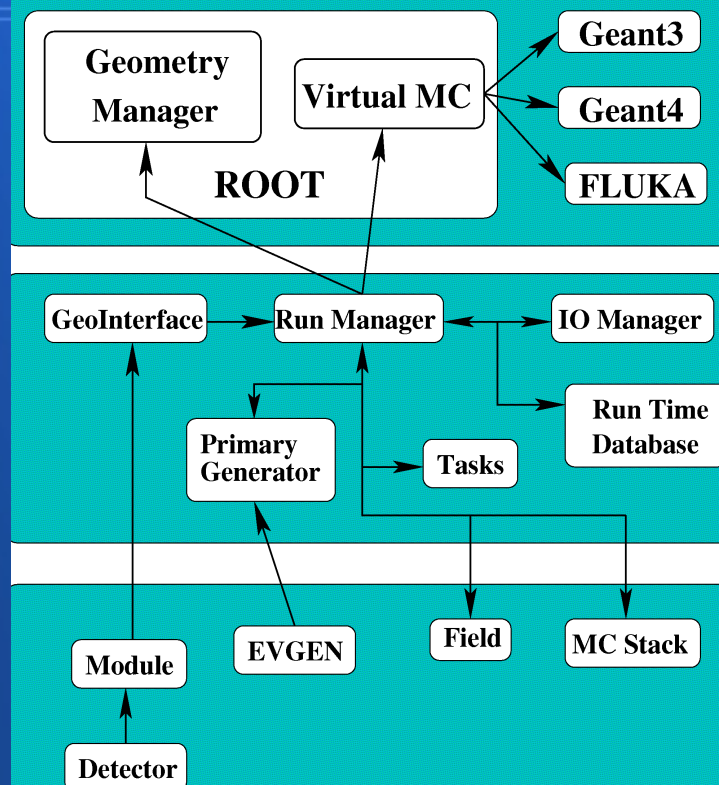 Geometry
Manager
Virtual MC
ROOT
Geant3
Geant4
FLUKA
GeoInterface
Run Manager
IO Manager
Run Time
Database
Primary
Generator
Tasks
Module
EVGEN
Field
MC Stack
Detector